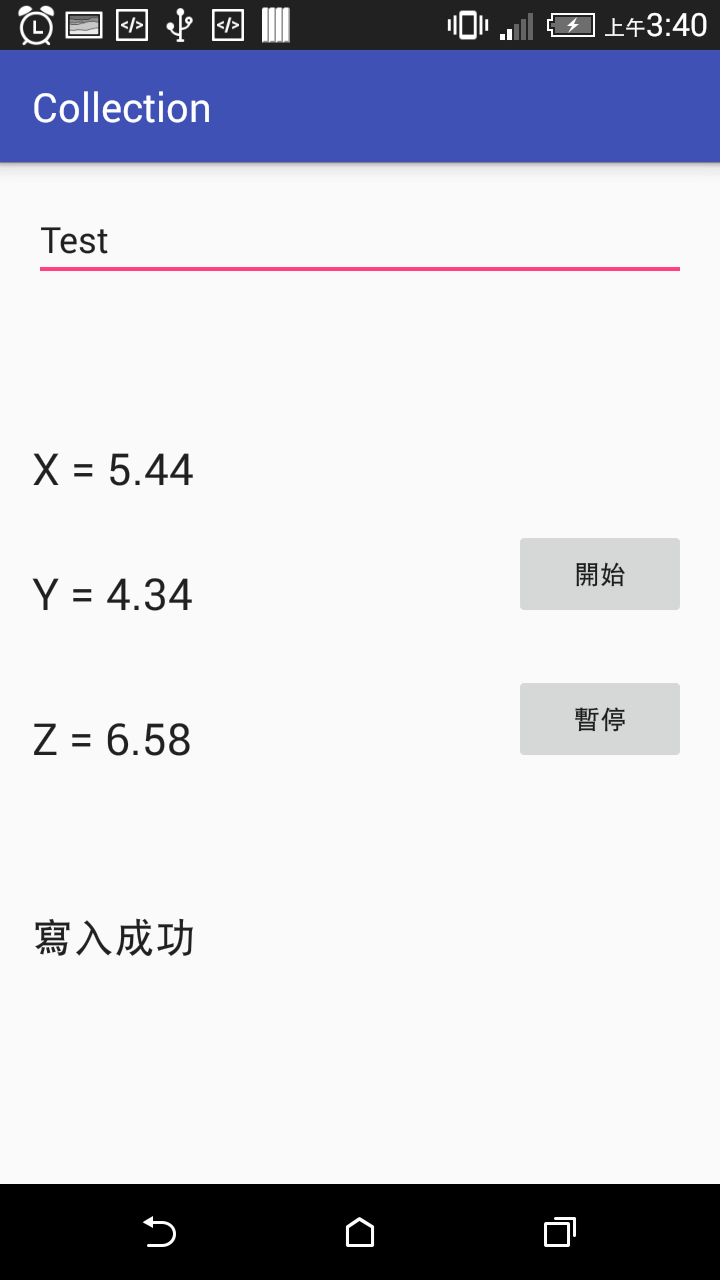 上午3:40
Collection
Test
X = 5.44
Y = 4.34
開始
Z = 6.58
暫停
寫入成功